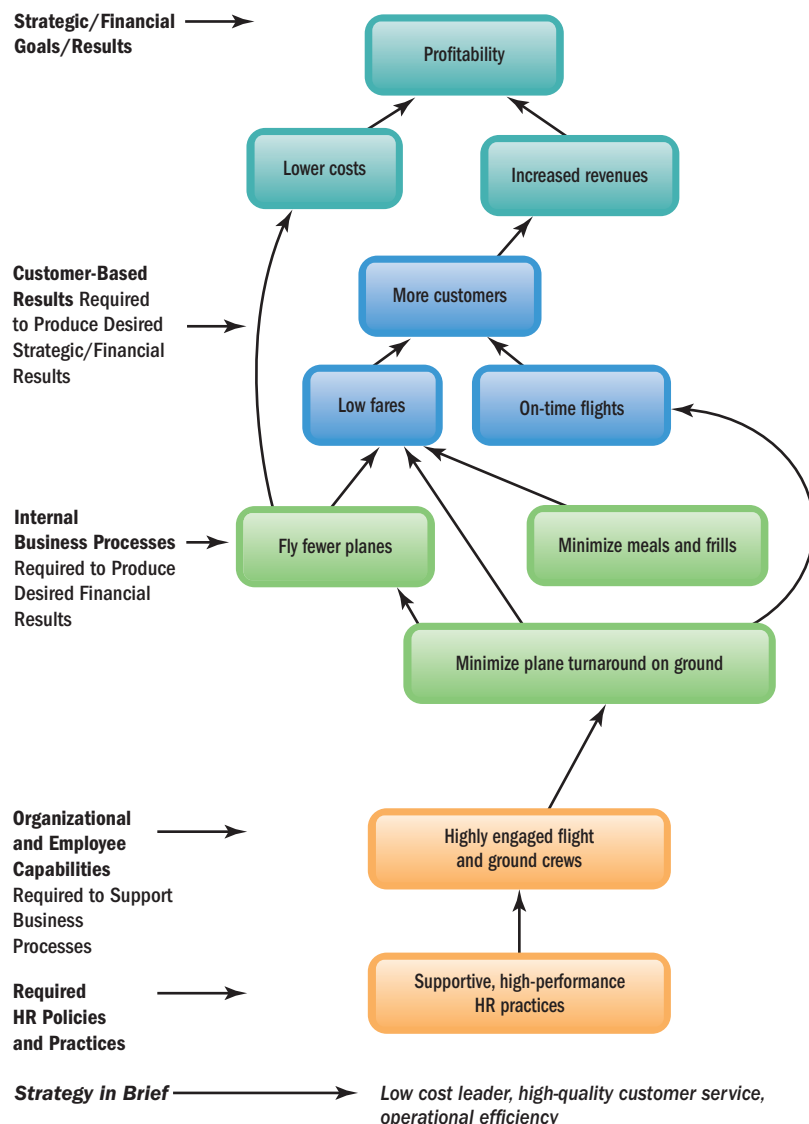 Strategic/Financial
Goals/Results
Profitability
Lower costs
Increased revenues
Customer-Based
Results Required
to Produce Desired
Strategic/Financial
Results
More customers
Low fares
On-time flights
Internal
Business Processes
Required to Produce
Desired Financial
Results
Fly fewer planes
Minimize meals and frills
Minimize plane turnaround on ground
Organizational
and Employee
Capabilities
Required to Support
Business
Processes
Highly engaged flight
and ground crews
Required
HR Policies
and Practices
Supportive, high-performance
HR practices
Strategy in Brief
Low cost leader, high-quality customer service,
operational efficiency